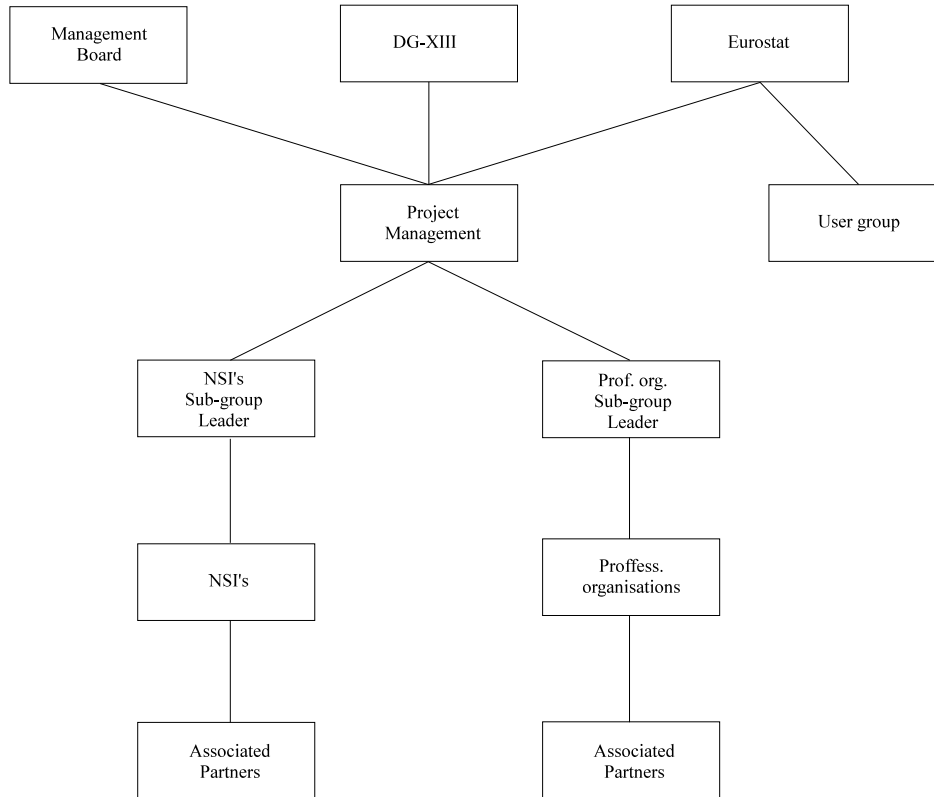 Management
Board
DG-XIII
Eurostat
Project
Management
User group
NSI's
Sub-group
Leader
Prof. org.
Sub-group
Leader
NSI's
Proffess.
organisations
Associated
Partners
Associated
Partners